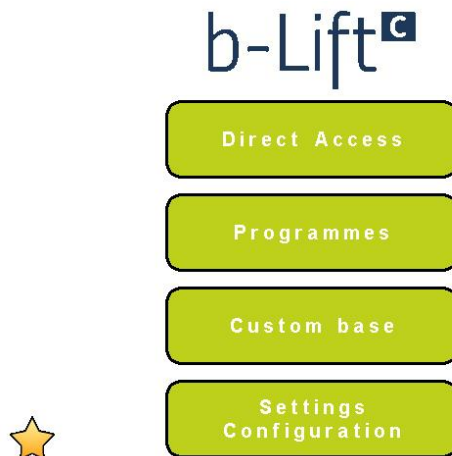 b-Lift C
Direct Access
Programmes
Custom base
Settings
Configuration